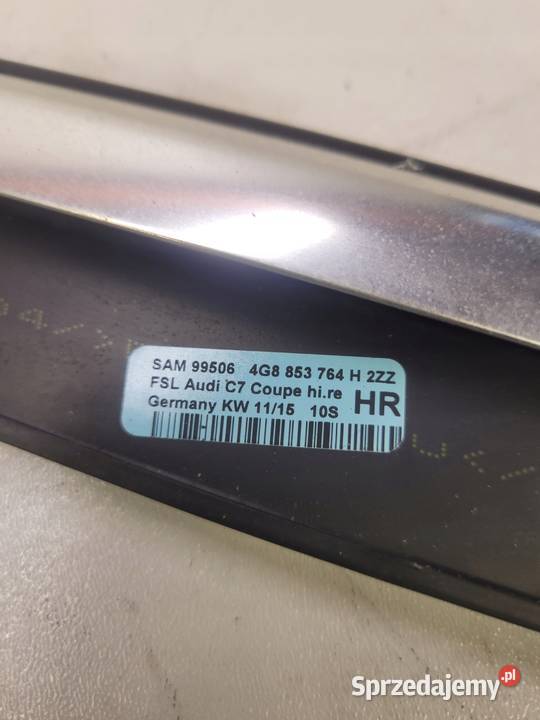 SAM 99506 4G8 853 764 H 2ZZ
FSL Audi C7 Coupe hi.re
HR
Germany KW 11/15 10S
Sprzedajemy.pl